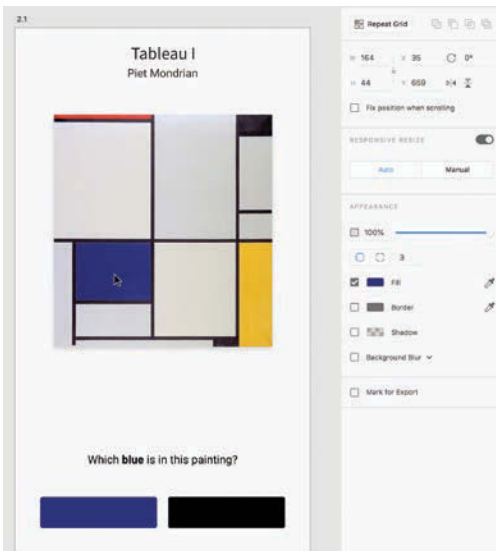 2.1
Tableau I
Piet Mondrian
Which blue is in this painting?
Repeat Grid
W 164 X 35 0°
H 44 Y 659
Fix position when scrolling
RESPONSIVE RESIZE
Auto Manual
APPEARANCE
100%
3
Fill
Border
Shadow
Background Blur
Mark for Export